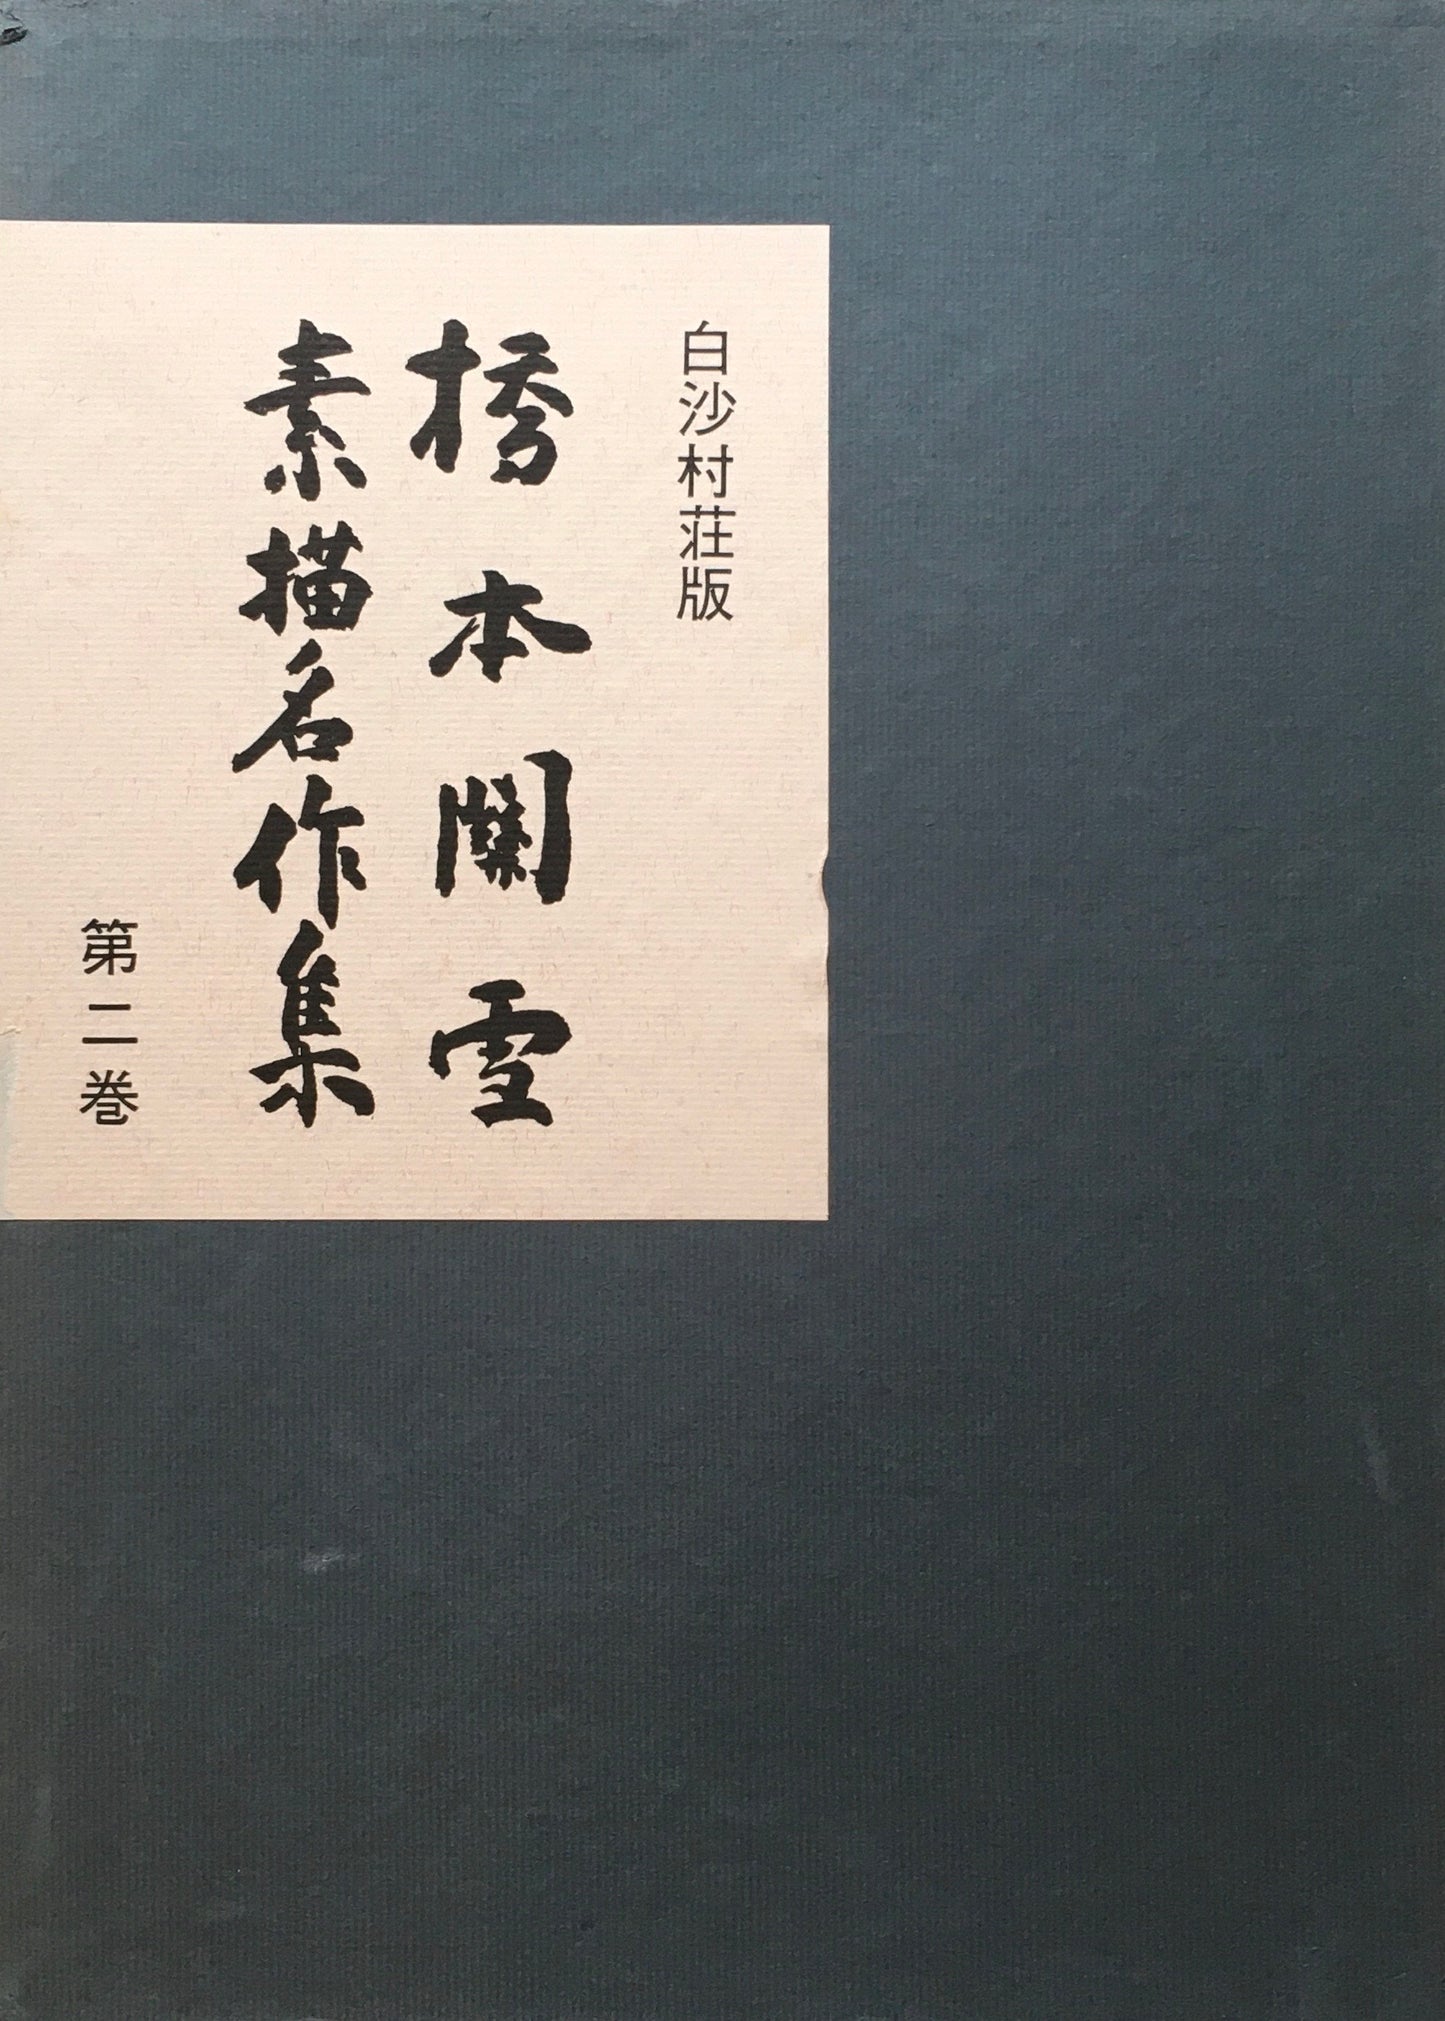 白沙村荘版
橋本関雪
素描名作集
第二巻